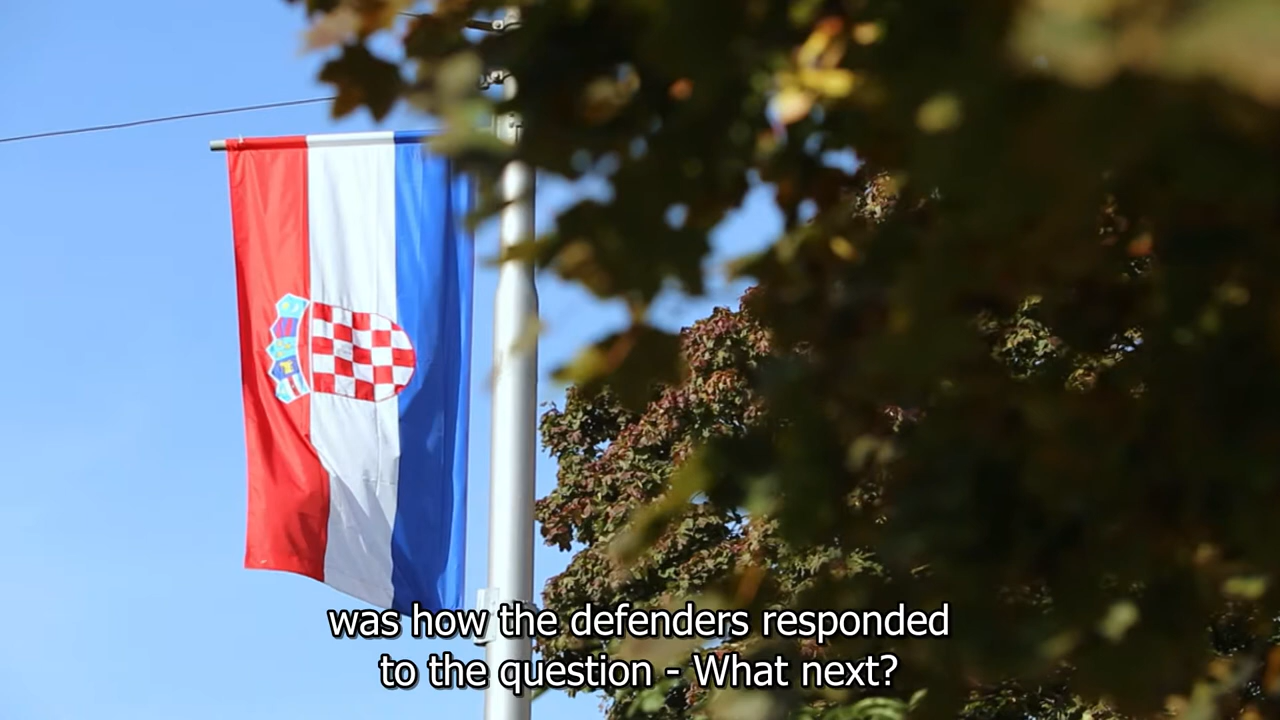 was how the defenders responded
to the question - What next?